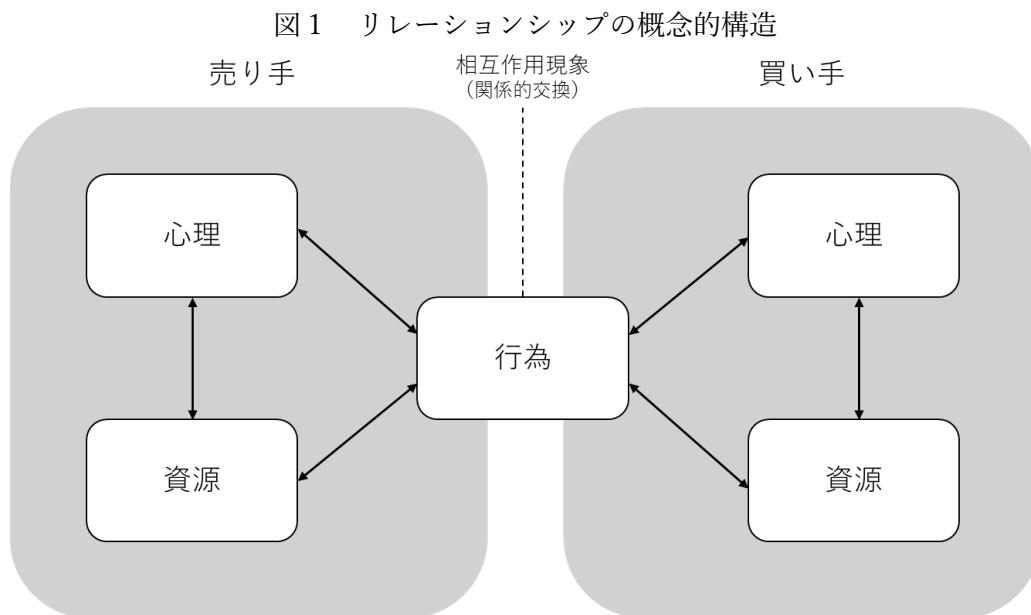 図１　リレーションシップの概念的構造
売り手
相互作用現象
（関係的交換）
買い手
心理
心理
行為
資源
資源